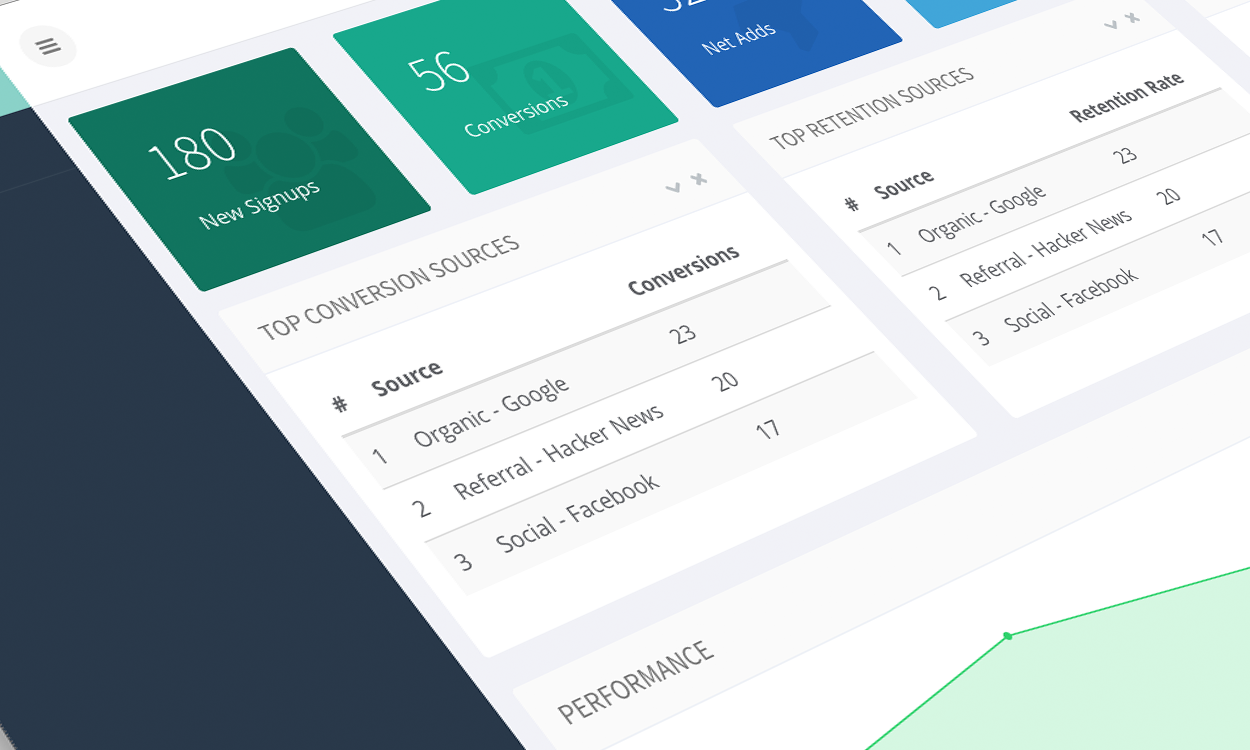 180
New Signups
56
Conversions
Net Adds
TOP CONVERSION SOURCES
# Source Conversions
1 Organic - Google 23
2 Referral - Hacker News 20
3 Social - Facebook 17
TOP RETENTION SOURCES
# Source Retention Rate
1 Organic - Google 23
2 Referral - Hacker News 20
3 Social - Facebook 17
PERFORMANCE